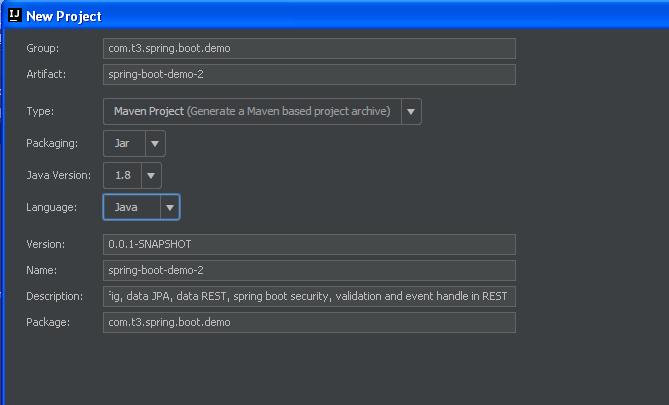 IJ New Project
Group: com.t3.spring.boot.demo
Artifact: spring-boot-demo-2
Type: Maven Project (Generate a Maven based project archive)
Packaging: Jar
Java Version: 1.8
Language: Java
Version: 0.0.1-SNAPSHOT
Name: spring-boot-demo-2
Description: fig, data JPA, data REST, spring boot security, validation and event handle in REST
Package: com.t3.spring.boot.demo